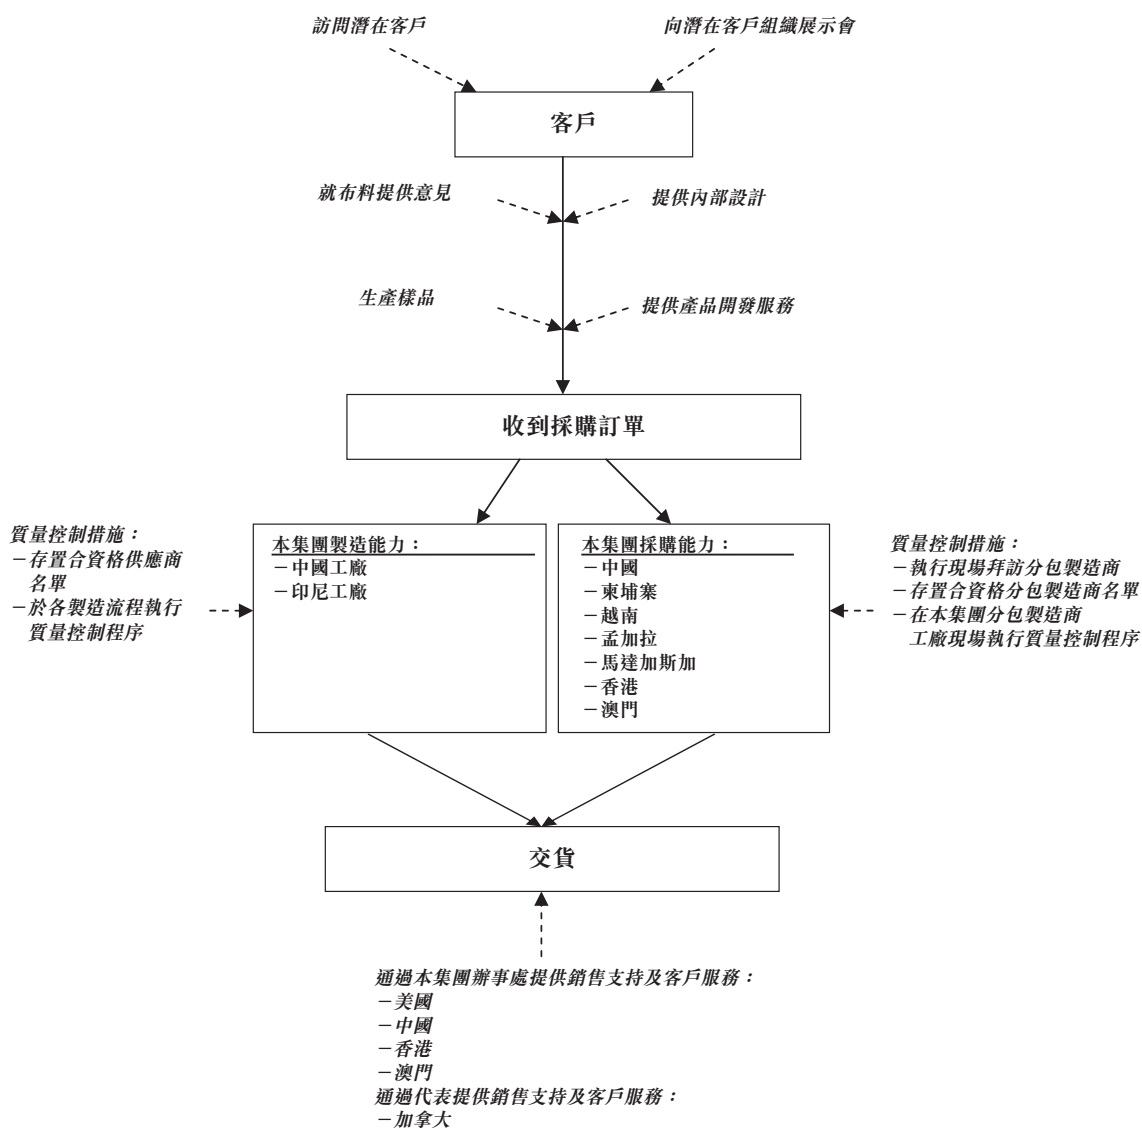 訪問潛在客戶
向潛在客戶組織展示會
客戶
就布料提供意見
提供內部設計
生產樣品
提供產品開發服務
收到採購訂單
質量控制措施：
－存置合資格供應商
名單
－於各製造流程執行
質量控制程序
本集團製造能力：
－中國工廠
－印尼工廠
本集團採購能力：
－中國
－柬埔寨
－越南
－孟加拉
－馬達加斯加
－香港
－澳門
質量控制措施：
－執行現場拜訪分包製造商
－存置合資格分包製造商名單
－在本集團分包製造商
工廠現場執行質量控制程序
交貨
通過本集團辦事處提供銷售支持及客戶服務：
－美國
－中國
－香港
－澳門
通過代表提供銷售支持及客戶服務：
－加拿大